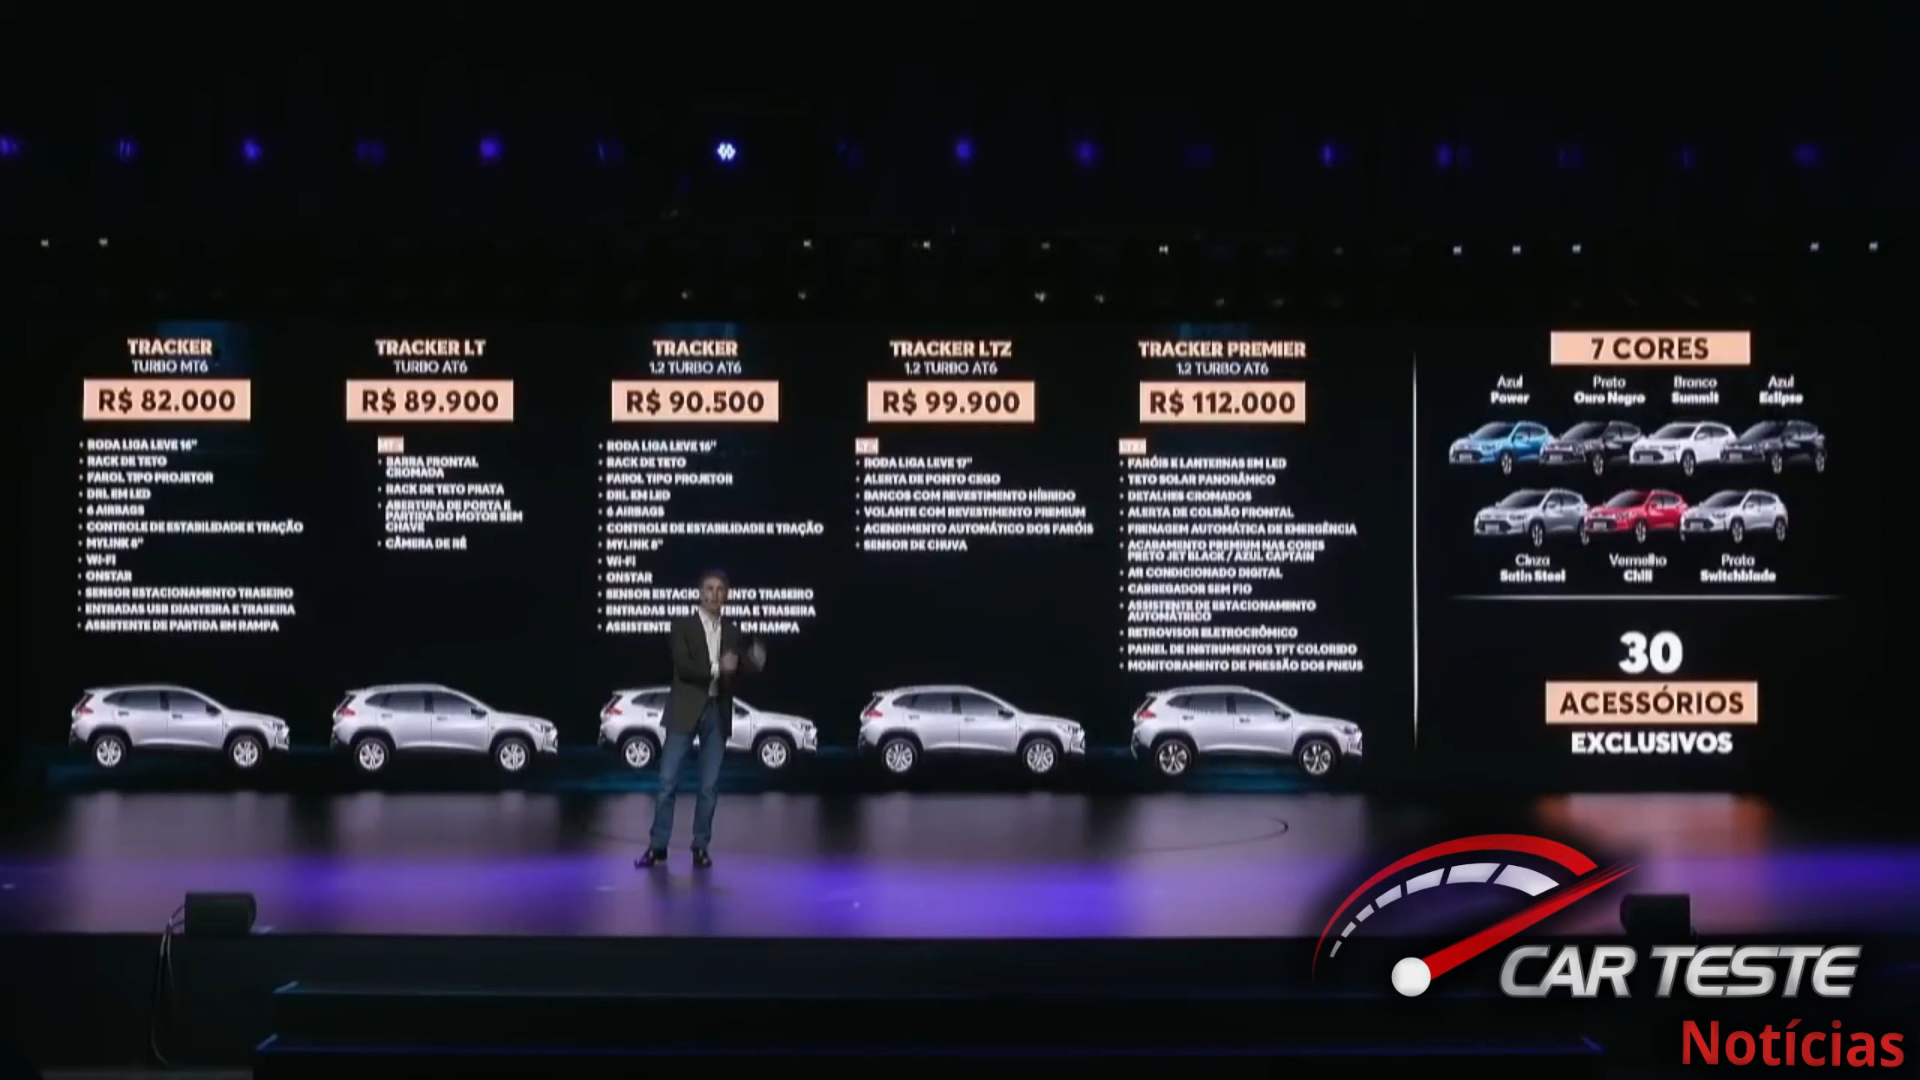 TRACKER
TURBO MT6
R$ 82.000
• RODA LIGA LEVE 16"
• RACK DE TETO
• FAROL TIPO PROJETOR
• DRL EM LED
• 6 AIRBAGS
• CONTROLE DE ESTABILIDADE E TRAÇÃO
• MYLINK 8"
• WI-FI
• ONSTAR
• SENSOR ESTACIONAMENTO TRASEIRO
• ENTRADAS USB DIANTEIRA E TRASEIRA
• ASSISTENTE DE PARTIDA EM RAMPA
TRACKER LT
TURBO AT6
R$ 89.900
• BARRA FRONTAL
CROMADA
• RACK DE TETO PRATA
• ABERTURA DE PORTA E
PARTIDA DO MOTOR SEM
CHAVE
• CÂMERA DE RÉ
TRACKER
1.2 TURBO AT6
R$ 90.500
• RODA LIGA LEVE 16"
• RACK DE TETO
• FAROL TIPO PROJETOR
• DRL EM LED
• 6 AIRBAGS
• CONTROLE DE ESTABILIDADE E TRAÇÃO
• MYLINK 8"
• WI-FI
• ONSTAR
• SENSOR TRASEIRO
• ENTRADAS USB E TRASEIRA
• ASSISTENTE EM RAMPA
TRACKER LTZ
1.2 TURBO AT6
R$ 99.900
• RODA LIGA LEVE 17"
• ALERTA DE PONTO CEGO
• BANCOS COM REVESTIMENTO HÍBRIDO
• VOLANTE COM REVESTIMENTO PREMIUM
• ACENDIMENTO AUTOMÁTICO DOS FARÓIS
• SENSOR DE CHUVA
TRACKER PREMIER
1.2 TURBO AT6
R$ 112.000
• FARÓIS E LANTERNAS EM LED
• TETO SOLAR PANORÂMICO
• DETALHES CROMADOS
• ALERTA DE COLISÃO FRONTAL
• FRENAGEM AUTOMÁTICA DE EMERGÊNCIA
• ACABAMENTO PREMIUM NAS CORES
PRETO JET BLACK / AZUL CAPTAIN
• AR CONDICIONADO DIGITAL
• CARREGADOR SEM FIO
• ASSISTENTE DE ESTACIONAMENTO
AUTOMÁTRICO
• RETROVISOR ELETROCRÔMICO
• PAINEL DE INSTRUMENTOS TFT COLORIDO
• MONITORAMENTO DE PRESSÃO DOS PNEUS
7 CORES
Azul
Power
Preto
Ouro Negro
Branco
Summit
Azul
Eclipse
Cinza
Satin Steel
Vermelho
Chili
Prata
Switchblade
30
ACESSÓRIOS
EXCLUSIVOS
CAR TESTE
Notícias